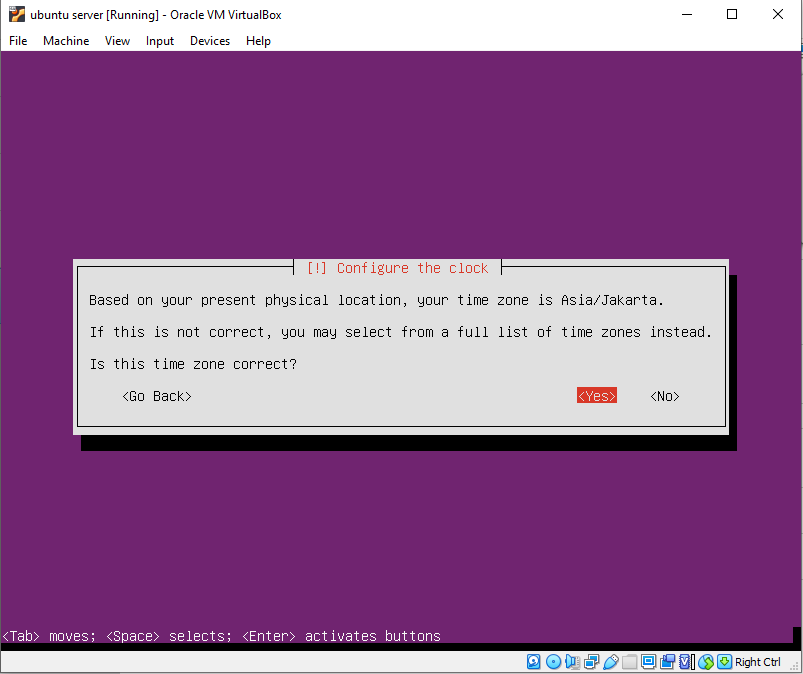 ubuntu server [Running] - Oracle VM VirtualBox
File Machine View Input Devices Help
[!] Configure the clock
Based on your present physical location, your time zone is Asia/Jakarta.
If this is not correct, you may select from a full list of time zones instead.
Is this time zone correct?
<Go Back> <Yes> <No>
<Tab> moves; <Space> selects; <Enter> activates buttons
Right Ctrl